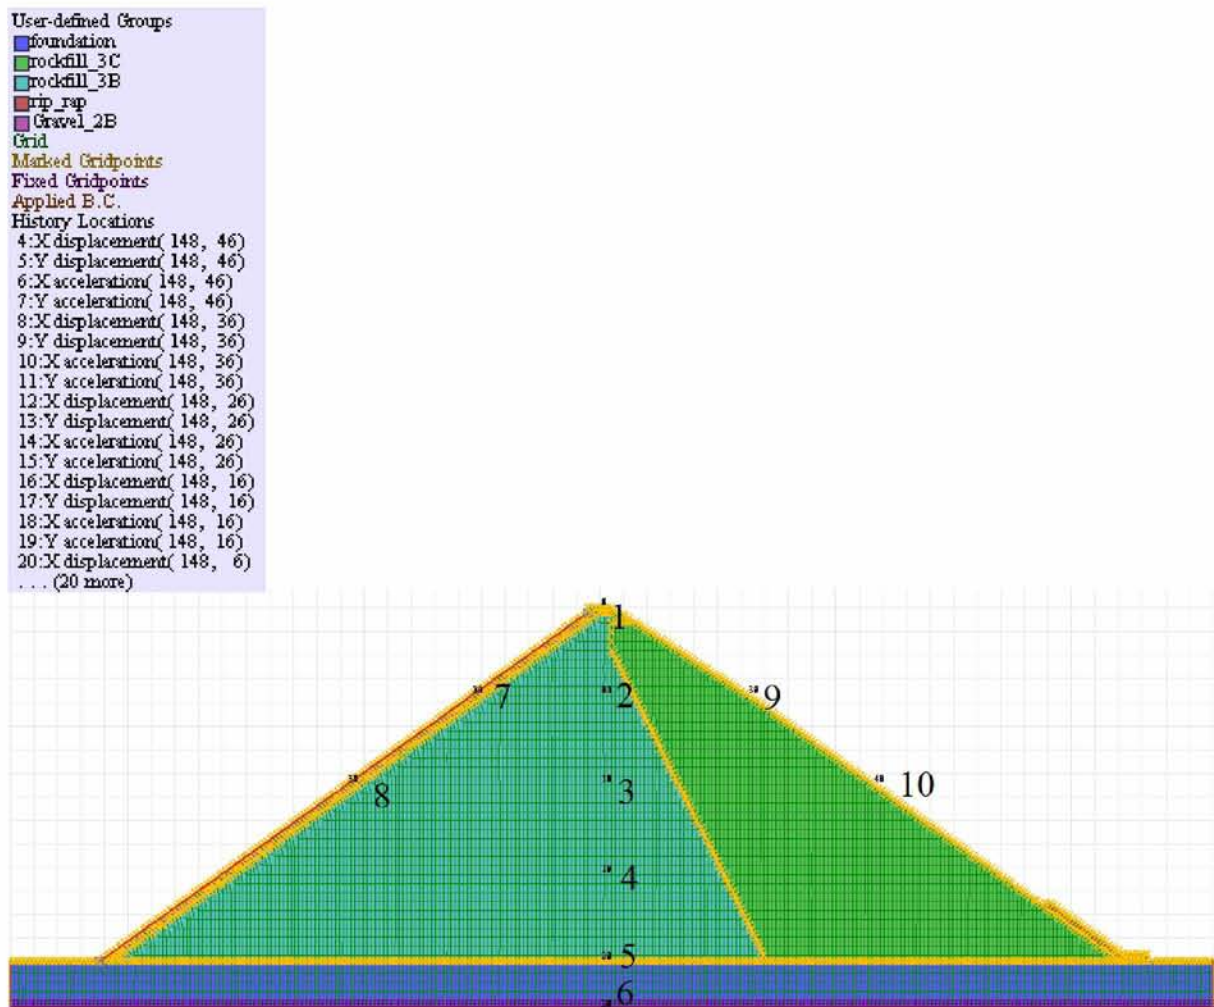 User-defined Groups
foundation
rockfill_3C
rockfill_3B
rip_rap
Gravel_2B
Grid
Marked Gridpoints
Fixed Gridpoints
Applied B.C.
History Locations
4:X displacement( 148, 46)
5:Y displacement( 148, 46)
6:X acceleration( 148, 46)
7:Y acceleration( 148, 46)
8:X displacement( 148, 36)
9:Y displacement( 148, 36)
10:X acceleration( 148, 36)
11:Y acceleration( 148, 36)
12:X displacement( 148, 26)
13:Y displacement( 148, 26)
14:X acceleration( 148, 26)
15:Y acceleration( 148, 26)
16:X displacement( 148, 16)
17:Y displacement( 148, 16)
18:X acceleration( 148, 16)
19:Y acceleration( 148, 16)
20:X displacement( 148, 6)
. . . (20 more)
1
7 2 9
8 3 10
4
5
6